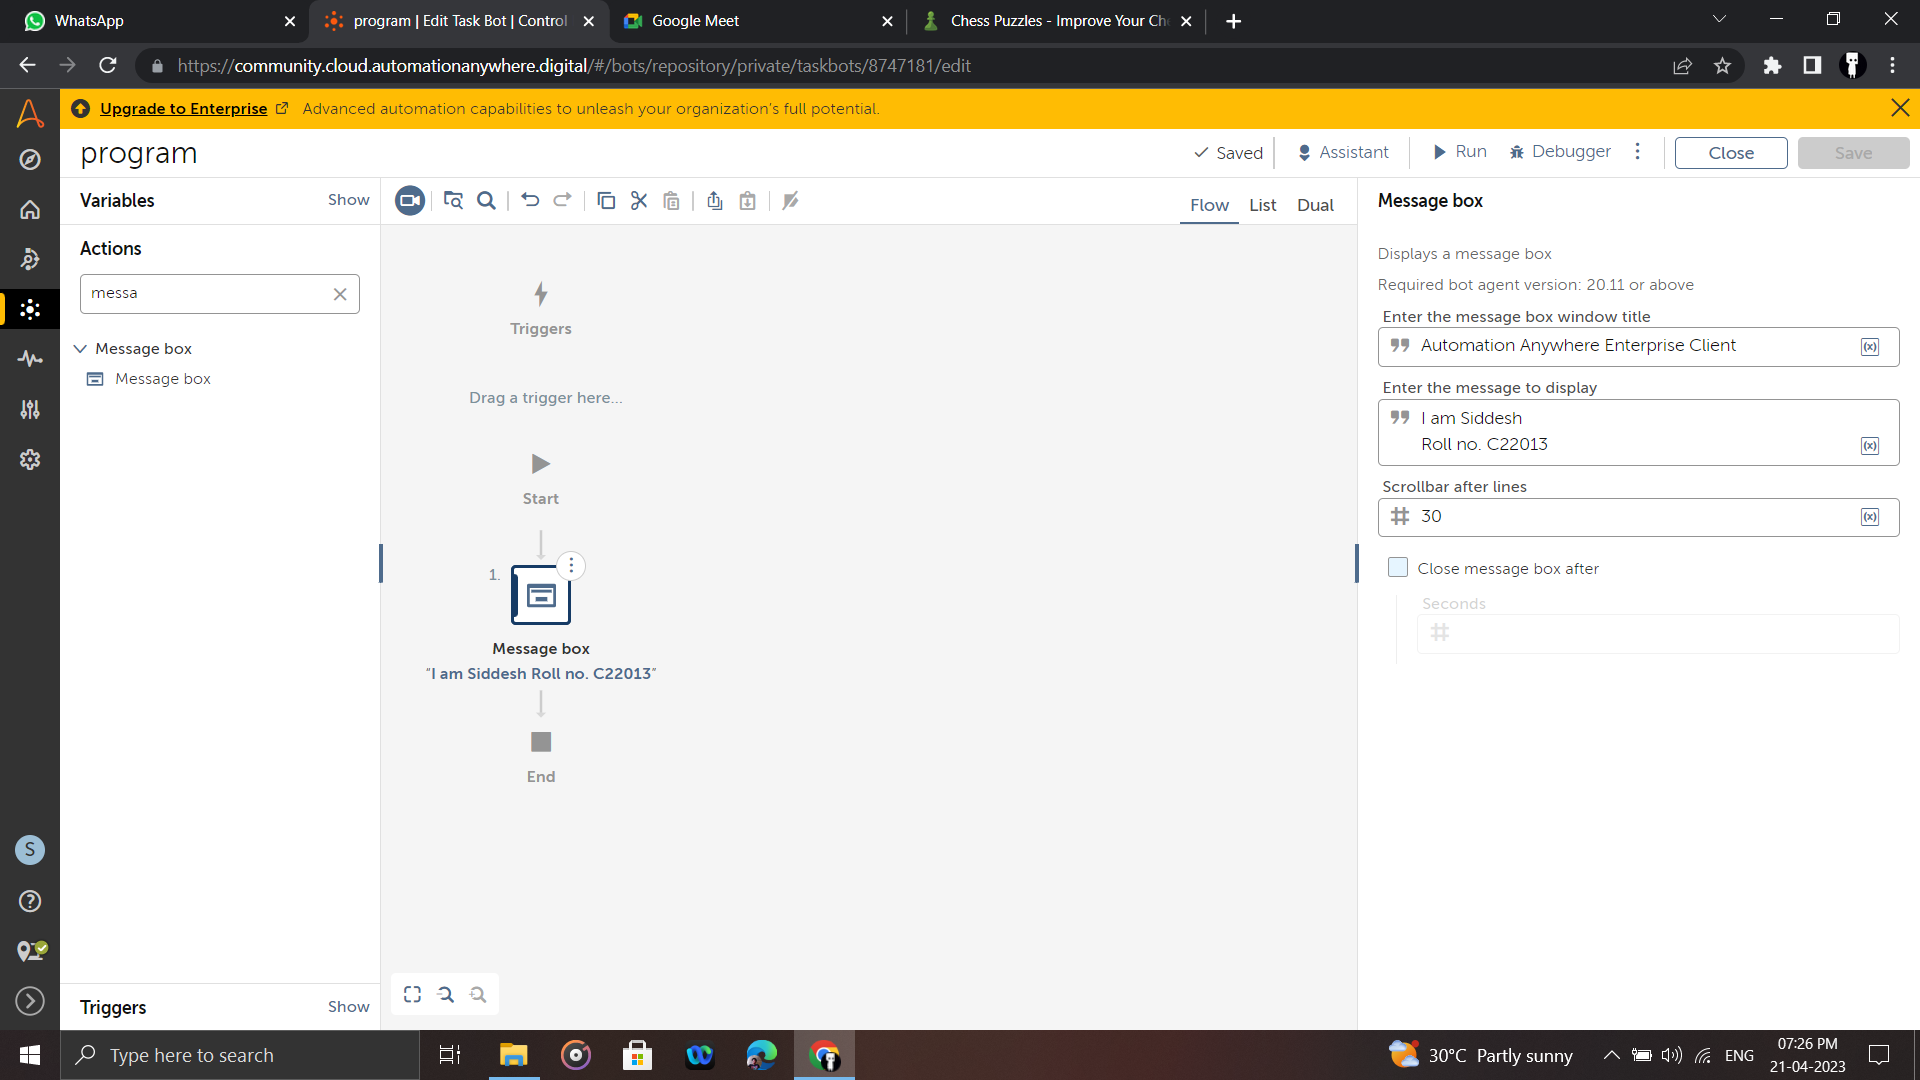 WhatsApp
program | Edit Task Bot | Control
Google Meet
Chess Puzzles - Improve Your Ch
https://community.cloud.automationanywhere.digital/#/bots/repository/private/taskbots/8747181/edit
Upgrade to Enterprise
Advanced automation capabilities to unleash your organization's full potential.
program
Saved
Assistant
Run
Debugger
Close
Save
Variables
Show
Flow
List
Dual
Actions
messa
Message box
Message box
Triggers
Drag a trigger here...
Start
1.
Message box
"I am Siddesh Roll no. C22013"
End
Triggers
Show
Message box
Displays a message box
Required bot agent version: 20.11 or above
Enter the message box window title
Automation Anywhere Enterprise Client
(x)
Enter the message to display
I am Siddesh
Roll no. C22013
(x)
Scrollbar after lines
30
(x)
Close message box after
Seconds
S
Type here to search
30°C Partly sunny
ENG
07:26 PM
21-04-2023